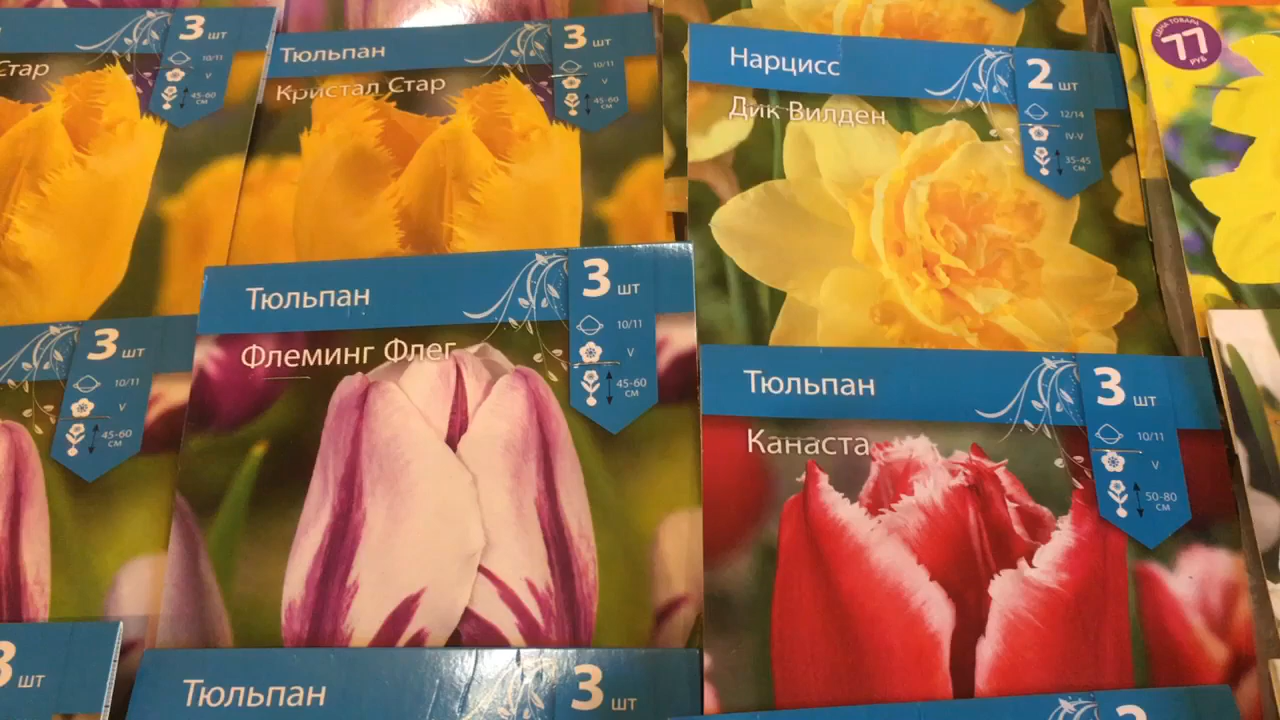 Стар
3 шт
10/11
V
45-60
СМ
Тюльпан
3 шт
Кристал Стар
10/11
V
45-60
СМ
Нарцисс
2 шт
Дик Вилден
12/14
IV-V
35-45
СМ
ЦЕНА ТОВАРА
77
РУБ
Тюльпан
3 шт
Флеминг Флег
10/11
V
45-60
СМ
3 шт
10/11
V
45-60
СМ
Тюльпан
3 шт
Канаста
10/11
V
50-80
СМ
3 шт
Тюльпан
3 шт
3